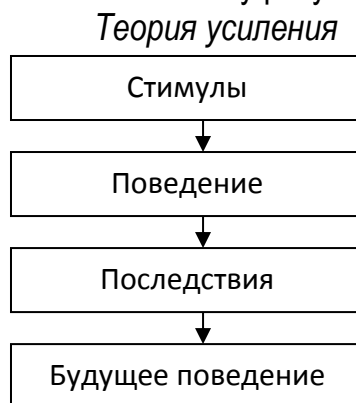 Теория усиления
Стимулы
Поведение
Последствия
Будущее поведение